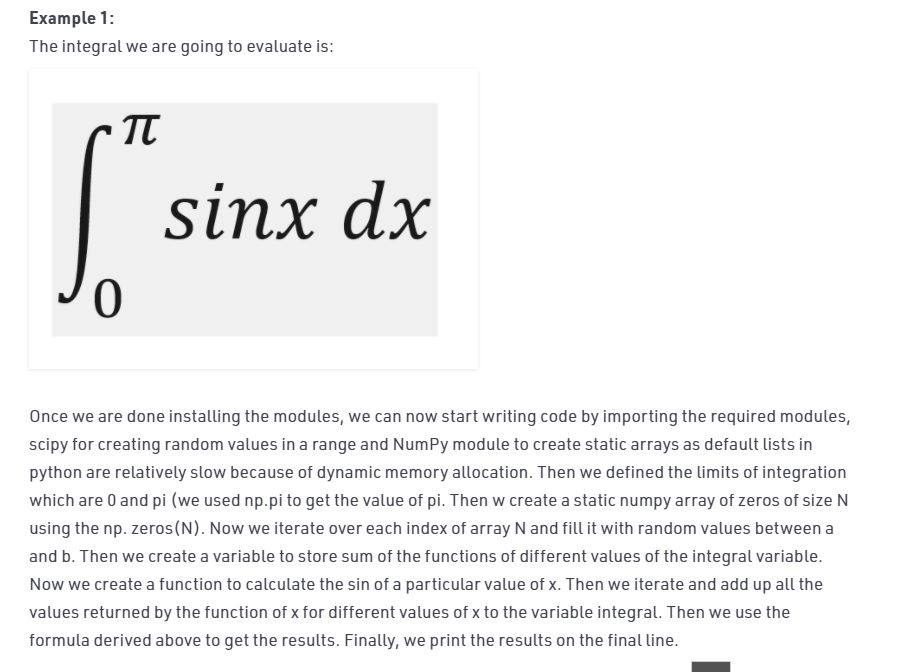 Example 1:
The integral we are going to evaluate is:
∫₀^π sinx dx
Once we are done installing the modules, we can now start writing code by importing the required modules,
scipy for creating random values in a range and NumPy module to create static arrays as default lists in
python are relatively slow because of dynamic memory allocation. Then we defined the limits of integration
which are 0 and pi (we used np.pi to get the value of pi. Then w create a static numpy array of zeros of size N
using the np. zeros(N). Now we iterate over each index of array N and fill it with random values between a
and b. Then we create a variable to store sum of the functions of different values of the integral variable.
Now we create a function to calculate the sin of a particular value of x. Then we iterate and add up all the
values returned by the function of x for different values of x to the variable integral. Then we use the
formula derived above to get the results. Finally, we print the results on the final line.